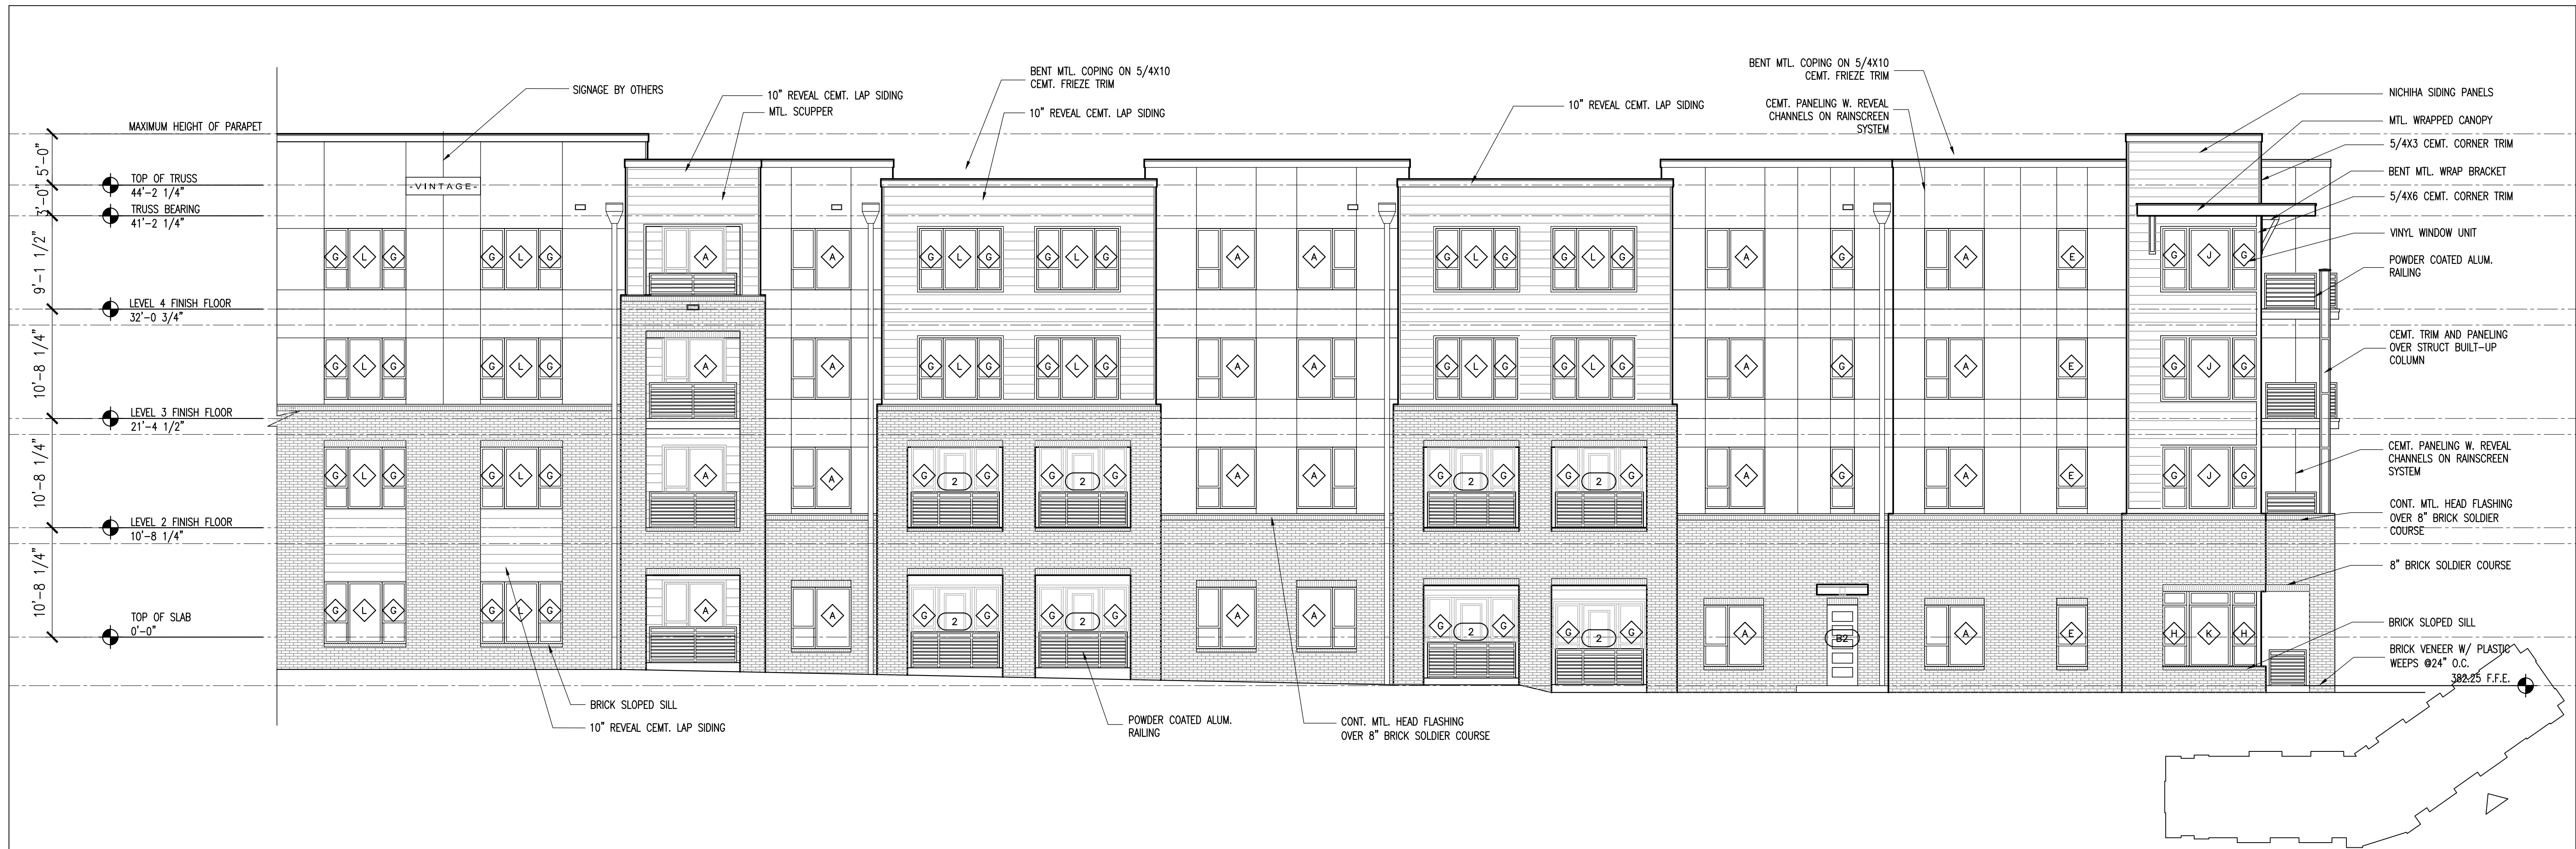 BENT MTL. COPING ON 5/4X10
CEMT. FRIEZE TRIM
BENT MTL. COPING ON 5/4X10
CEMT. FRIEZE TRIM
SIGNAGE BY OTHERS
10" REVEAL CEMT. LAP SIDING
MTL. SCUPPER
10" REVEAL CEMT. LAP SIDING
10" REVEAL CEMT. LAP SIDING
CEMT. PANELING W. REVEAL
CHANNELS ON RAINSCREEN
SYSTEM
NICHIHA SIDING PANELS
MTL. WRAPPED CANOPY
5/4X3 CEMT. CORNER TRIM
BENT MTL. WRAP BRACKET
5/4X6 CEMT. CORNER TRIM
VINYL WINDOW UNIT
POWDER COATED ALUM.
RAILING
CEMT. TRIM AND PANELING
OVER STRUCT BUILT-UP
COLUMN
CEMT. PANELING W. REVEAL
CHANNELS ON RAINSCREEN
SYSTEM
CONT. MTL. HEAD FLASHING
OVER 8" BRICK SOLDIER
COURSE
8" BRICK SOLDIER COURSE
BRICK SLOPED SILL
BRICK VENEER W/ PLASTIC
WEEPS @24" O.C.
382.25 F.F.E.
MAXIMUM HEIGHT OF PARAPET
5'-0"
TOP OF TRUSS
44'-2 1/4"
3'-0"
TRUSS BEARING
41'-2 1/4"
9'-1 1/2"
LEVEL 4 FINISH FLOOR
32'-0 3/4"
10'-8 1/4"
LEVEL 3 FINISH FLOOR
21'-4 1/2"
10'-8 1/4"
LEVEL 2 FINISH FLOOR
10'-8 1/4"
10'-8 1/4"
TOP OF SLAB
0'-0"
-VINTAGE-
G L G G L G A A G L G G L G A A G L G G L G A G A E G J G
G L G G L G A A G L G G L G A A G L G G L G A G A E G J G
G L G G L G A A G 2 G G 2 G A A G 2 G G 2 G A G A E G J G
G L G G L G A A G 2 G G 2 G A A G 2 G G 2 G A B2 A E H K H
BRICK SLOPED SILL
10" REVEAL CEMT. LAP SIDING
POWDER COATED ALUM.
RAILING
CONT. MTL. HEAD FLASHING
OVER 8" BRICK SOLDIER COURSE